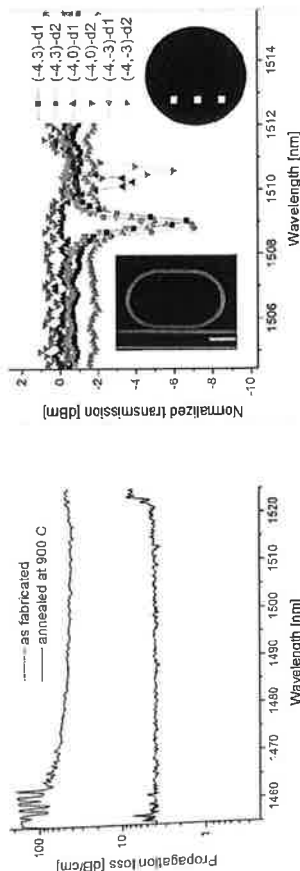 Propagation loss [dB/cm]
100
10
1
as fabricated
annealed at 900 C
1460
1470
1480
1490
1500
1510
1520
Wavelength [nm]
Normalized transmission [dBm]
2
0
-2
-4
-6
-8
-10
(-4,3)-d1
(-4,3)-d2
(-4,0)-d1
(-4,0)-d2
(-4,-3)-d1
(-4,-3)-d2
1506
1508
1510
1512
1514
Wavelength [nm]